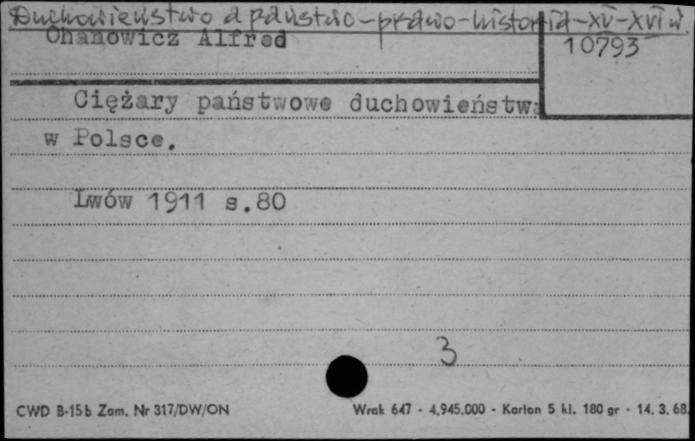 Duchowieństwo a państwo-prawo-historia-XV-XVI w.
Ohanowicz Alfred
10793
Ciężary państwowe duchowieństwa
w Polsce.
Lwów 1911 s.80
3
CWD B-15b Zam. Nr 317/DW/ON
Wrak 647 - 4.945.000 - Karton 5 kl. 180 gr - 14. 3. 68.